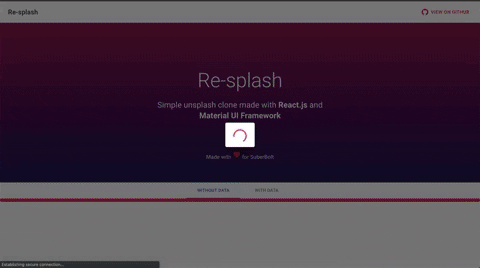 Re-splash
VIEW ON GITHUB
Re-splash
Simple unsplash clone made with React.js and
Material UI Framework
Made with for SaberBolt
WITHOUT DATA
WITH DATA
Establishing secure connection...